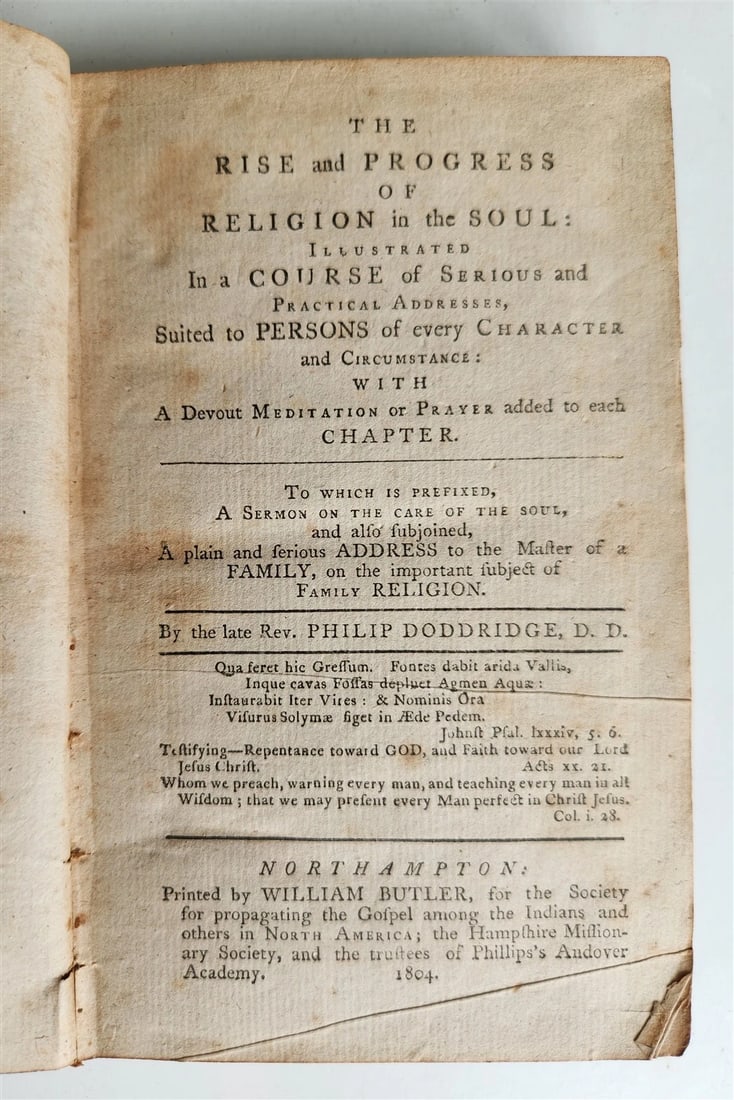 THE
RISE and PROGRESS
OF
RELIGION in the SOUL:
ILLUSTRATED
In a COURSE of SERIOUS and
PRACTICAL ADDRESSES,
Suited to PERSONS of every CHARACTER
and CIRCUMSTANCE:
WITH
A Devout MEDITATION or PRAYER added to each
CHAPTER.
TO WHICH IS PREFIXED,
A SERMON ON THE CARE OF THE SOUL,
and alſo ſubjoined,
A plain and ſerious ADDRESS to the Maſter of a
FAMILY, on the important ſubject of
FAMILY RELIGION.
By the late Rev. PHILIP DODDRIDGE, D. D.
Qua feret hic Greſſum. Fontes dabit arida Vallis,
Inque cavas Foſſas depluet Agmen Aquæ:
Inſtaurabit Iter Vires: & Nominis Ora
Viſurus Solymæ ſiget in Æde Pedem.
Johnſt Pſal. lxxxiv, 5. 6.
Teſtifying—Repentance toward GOD, and Faith toward our Lord
Jeſus Chriſt. Acts xx. 21.
Whom we preach, warning every man, and teaching every man in all
Wiſdom; that we may preſent every Man perfect in Chriſt Jeſus.
Col. i. 28.
NORTHAMPTON:
Printed by WILLIAM BUTLER, for the Society
for propagating the Goſpel among the Indians and
others in NORTH AMERICA; the Hampſhire Miſſion-
ary Society, and the truſtees of Phillips's Andover
Academy. 1804.